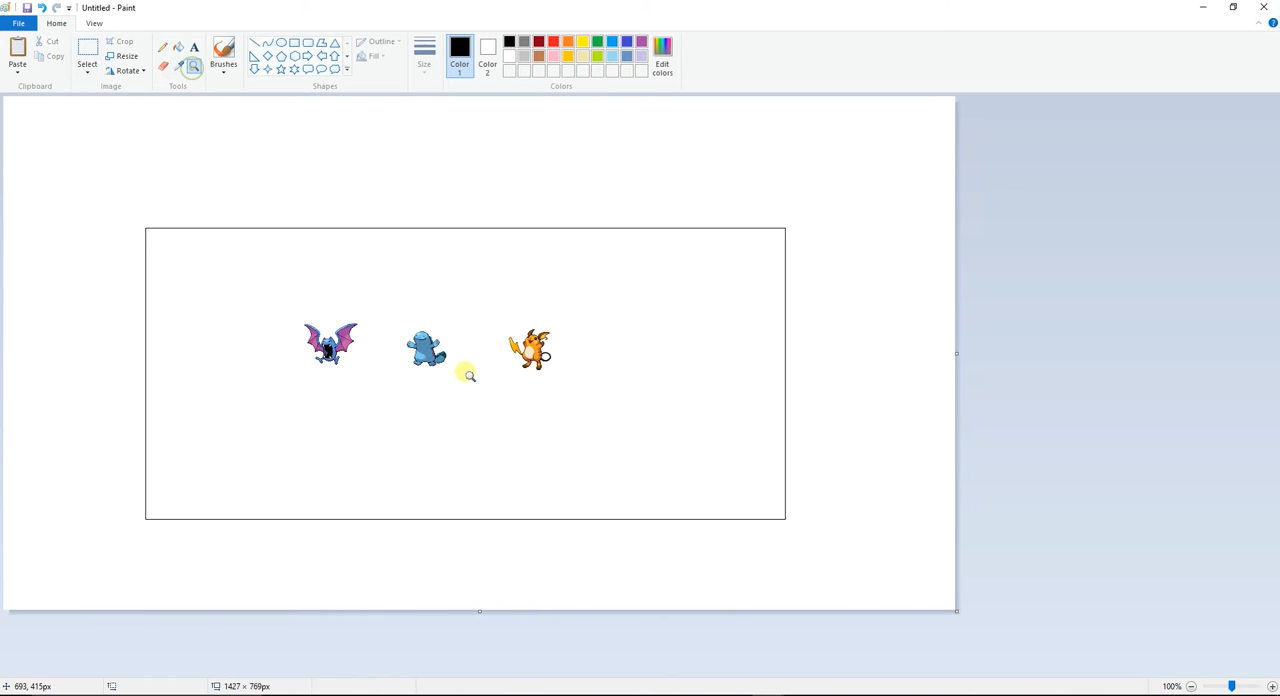 Untitled - Paint
File Home View
Paste Cut Copy
Clipboard
Select Crop Resize Rotate
Image
A
Tools
Brushes
Outline Fill
Shapes
Size
Color 1 Color 2
Edit colors
Colors
693, 415px 1427 × 769px 100%